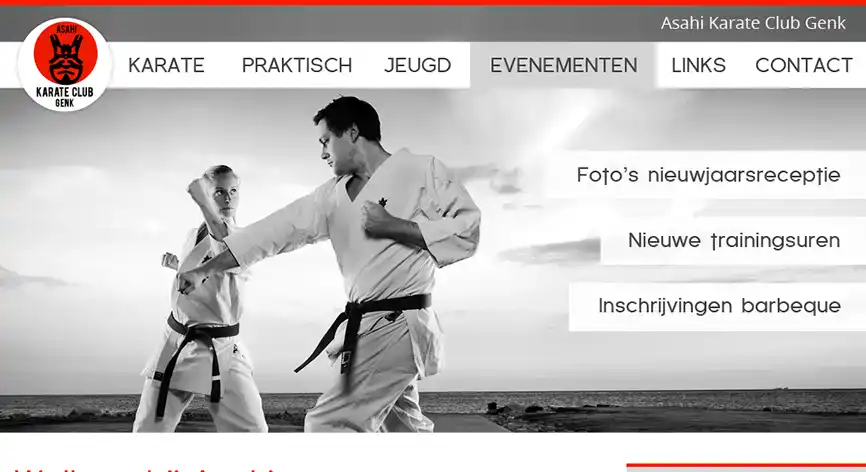 Asahi Karate Club Genk
ASAHI
KARATE CLUB
GENK
KARATE PRAKTISCH JEUGD EVENEMENTEN LINKS CONTACT
Foto's nieuwjaarsreceptie
Nieuwe trainingsuren
Inschrijvingen barbeque